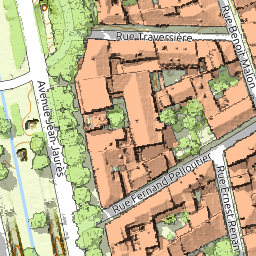 Rue Traversière
Rue Benoît Malon
Avenue Jean Jaurès
Rue Fernand Pelloutier
Rue Ernest Renan